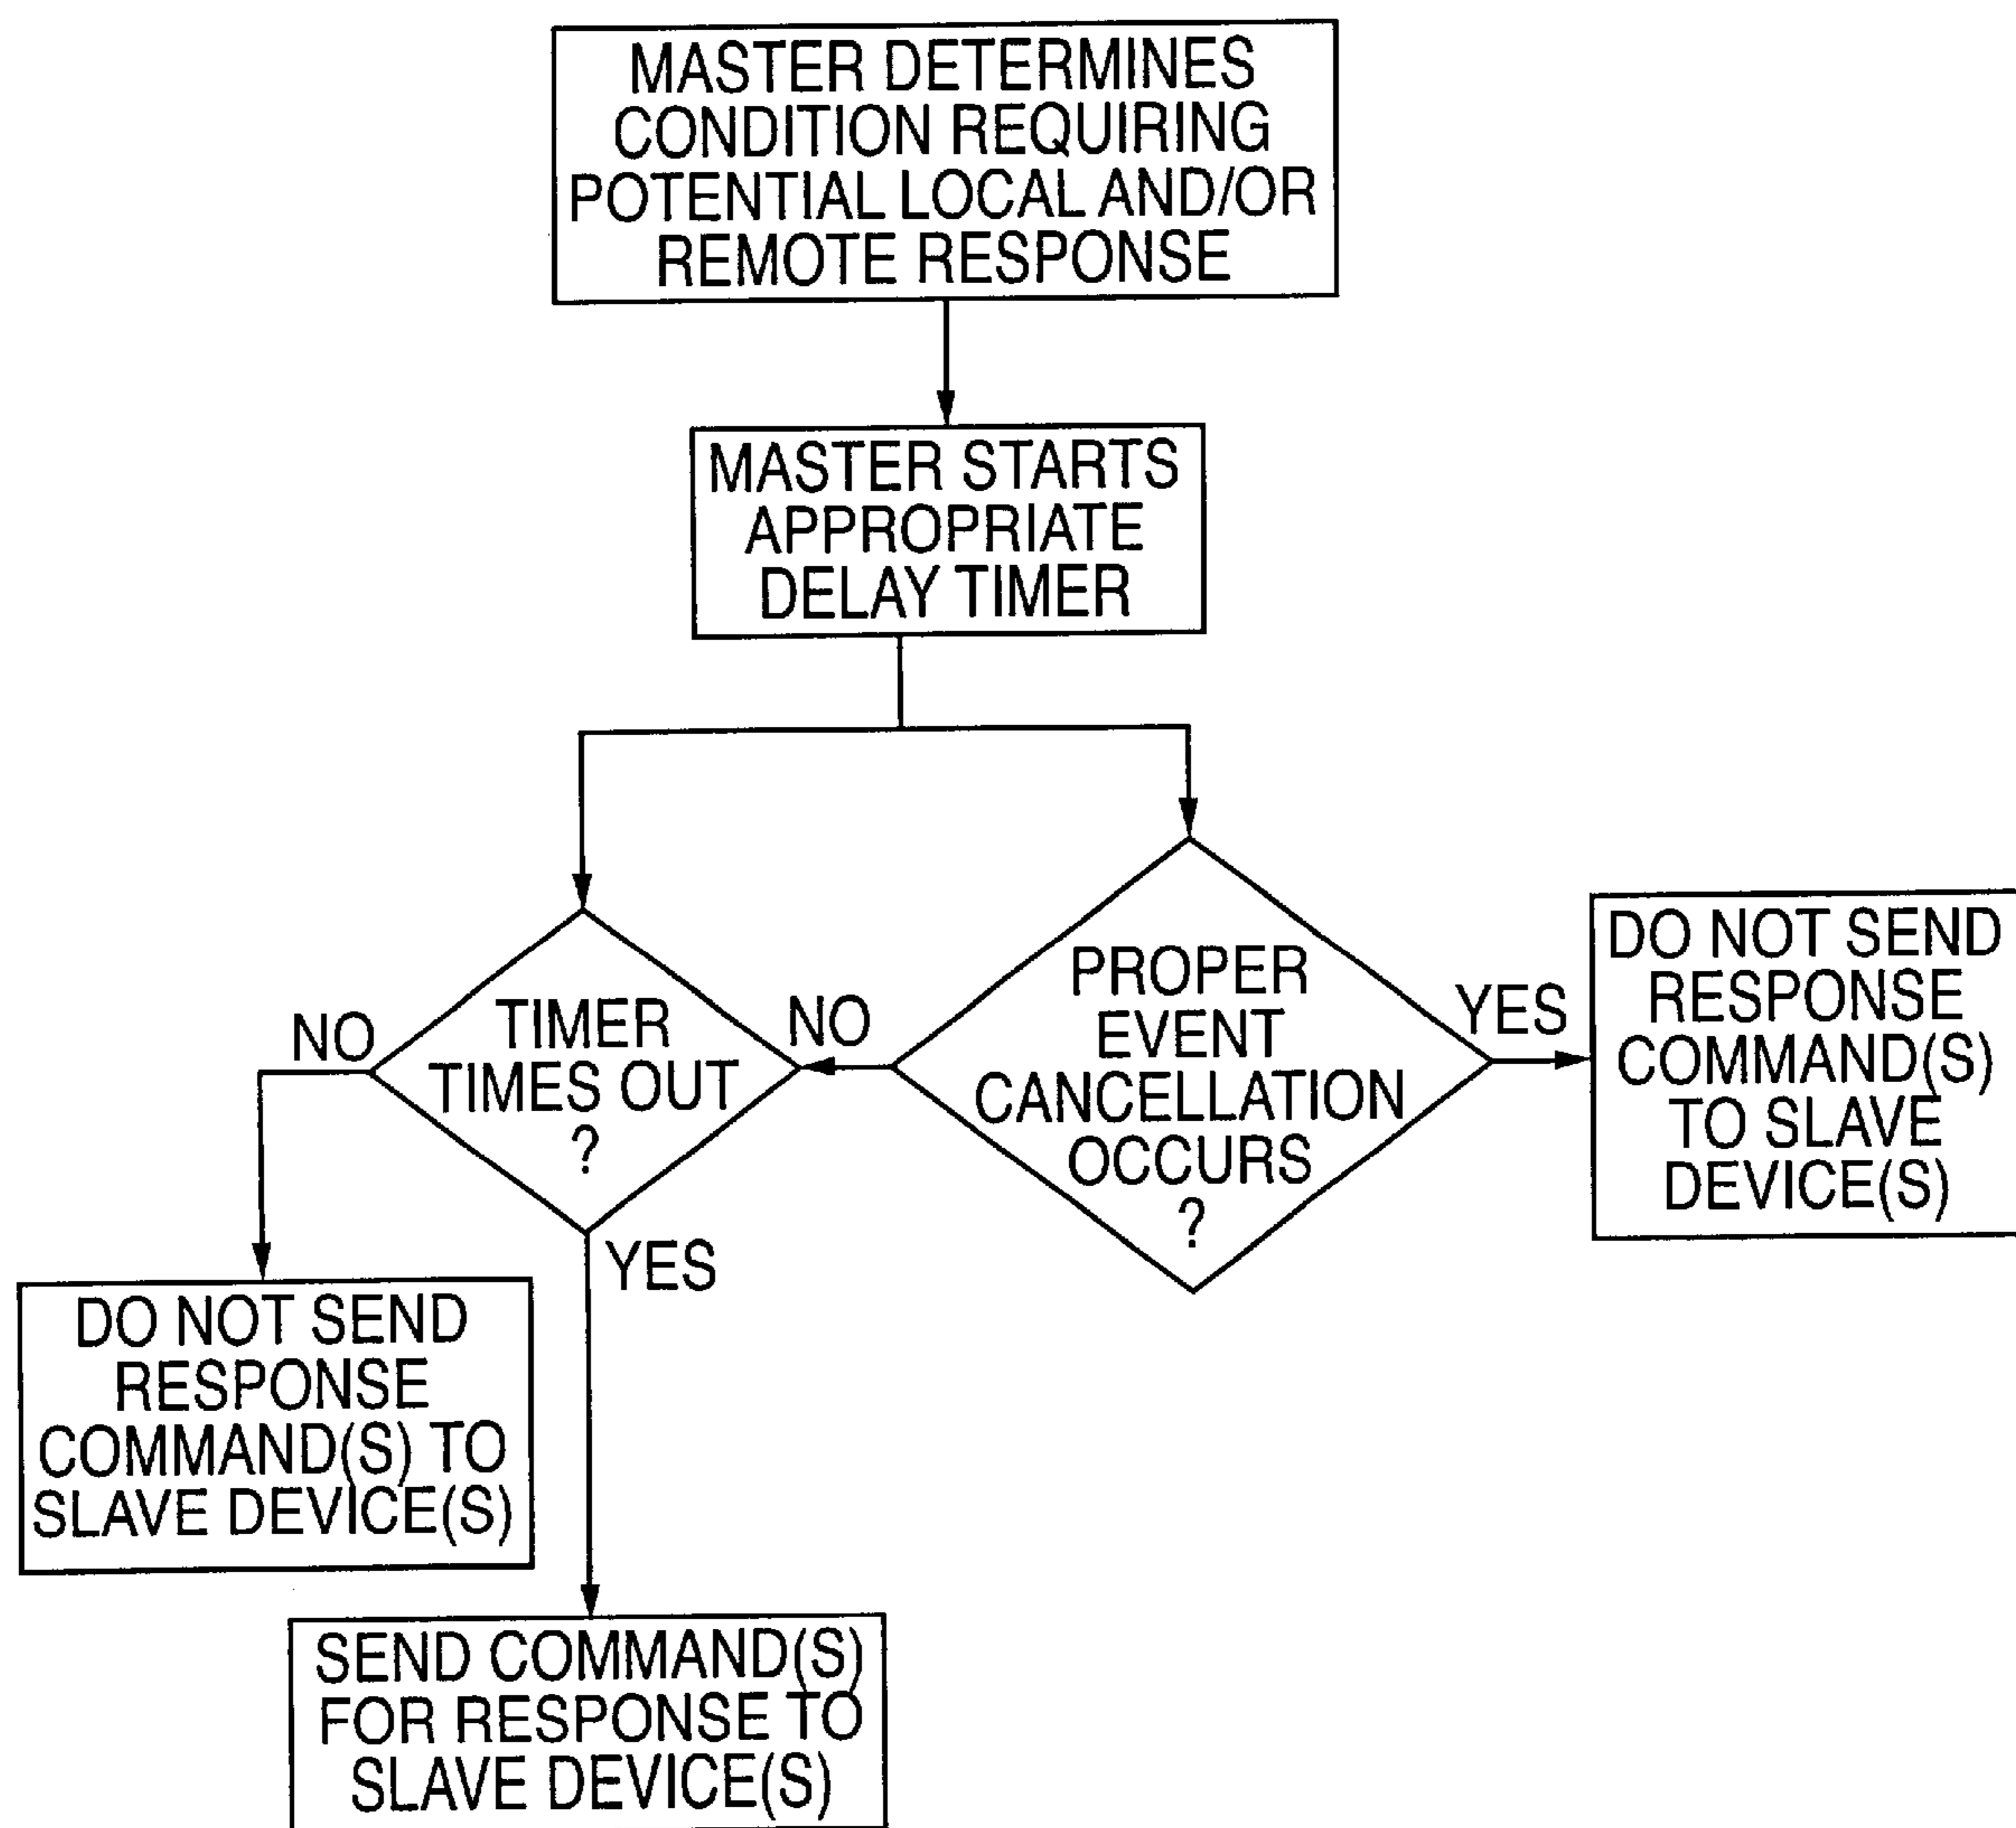 MASTER DETERMINES
CONDITION REQUIRING
POTENTIAL LOCAL AND/OR
REMOTE RESPONSE
MASTER STARTS
APPROPRIATE
DELAY TIMER
PROPER
EVENT
CANCELLATION
OCCURS
?
YES
DO NOT SEND
RESPONSE
COMMAND(S)
TO SLAVE
DEVICE(S)
NO
TIMER
TIMES OUT
?
NO
DO NOT SEND
RESPONSE
COMMAND(S) TO
SLAVE DEVICE(S)
YES
SEND COMMAND(S)
FOR RESPONSE TO
SLAVE DEVICE(S)